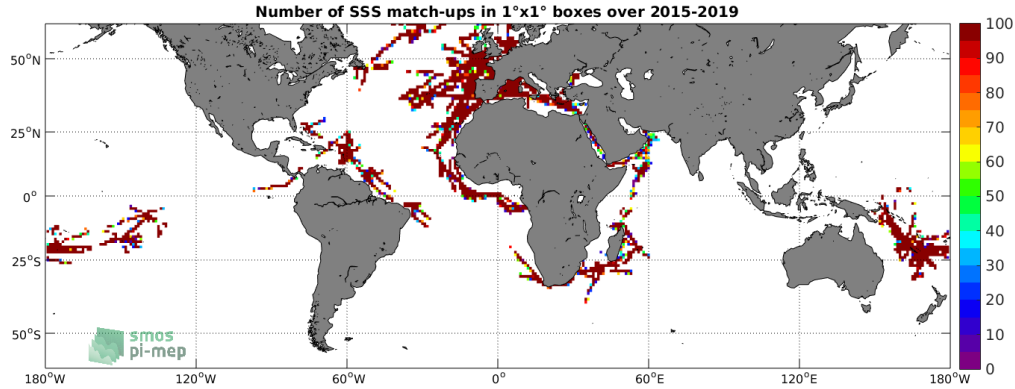 Number of SSS match-ups in 1°x1° boxes over 2015-2019
50°N
25°N
0°
25°S
50°S
180°W
120°W
60°W
0°
60°E
120°E
180°W
100
90
80
70
60
50
40
30
20
10
0
smos
pi-mep